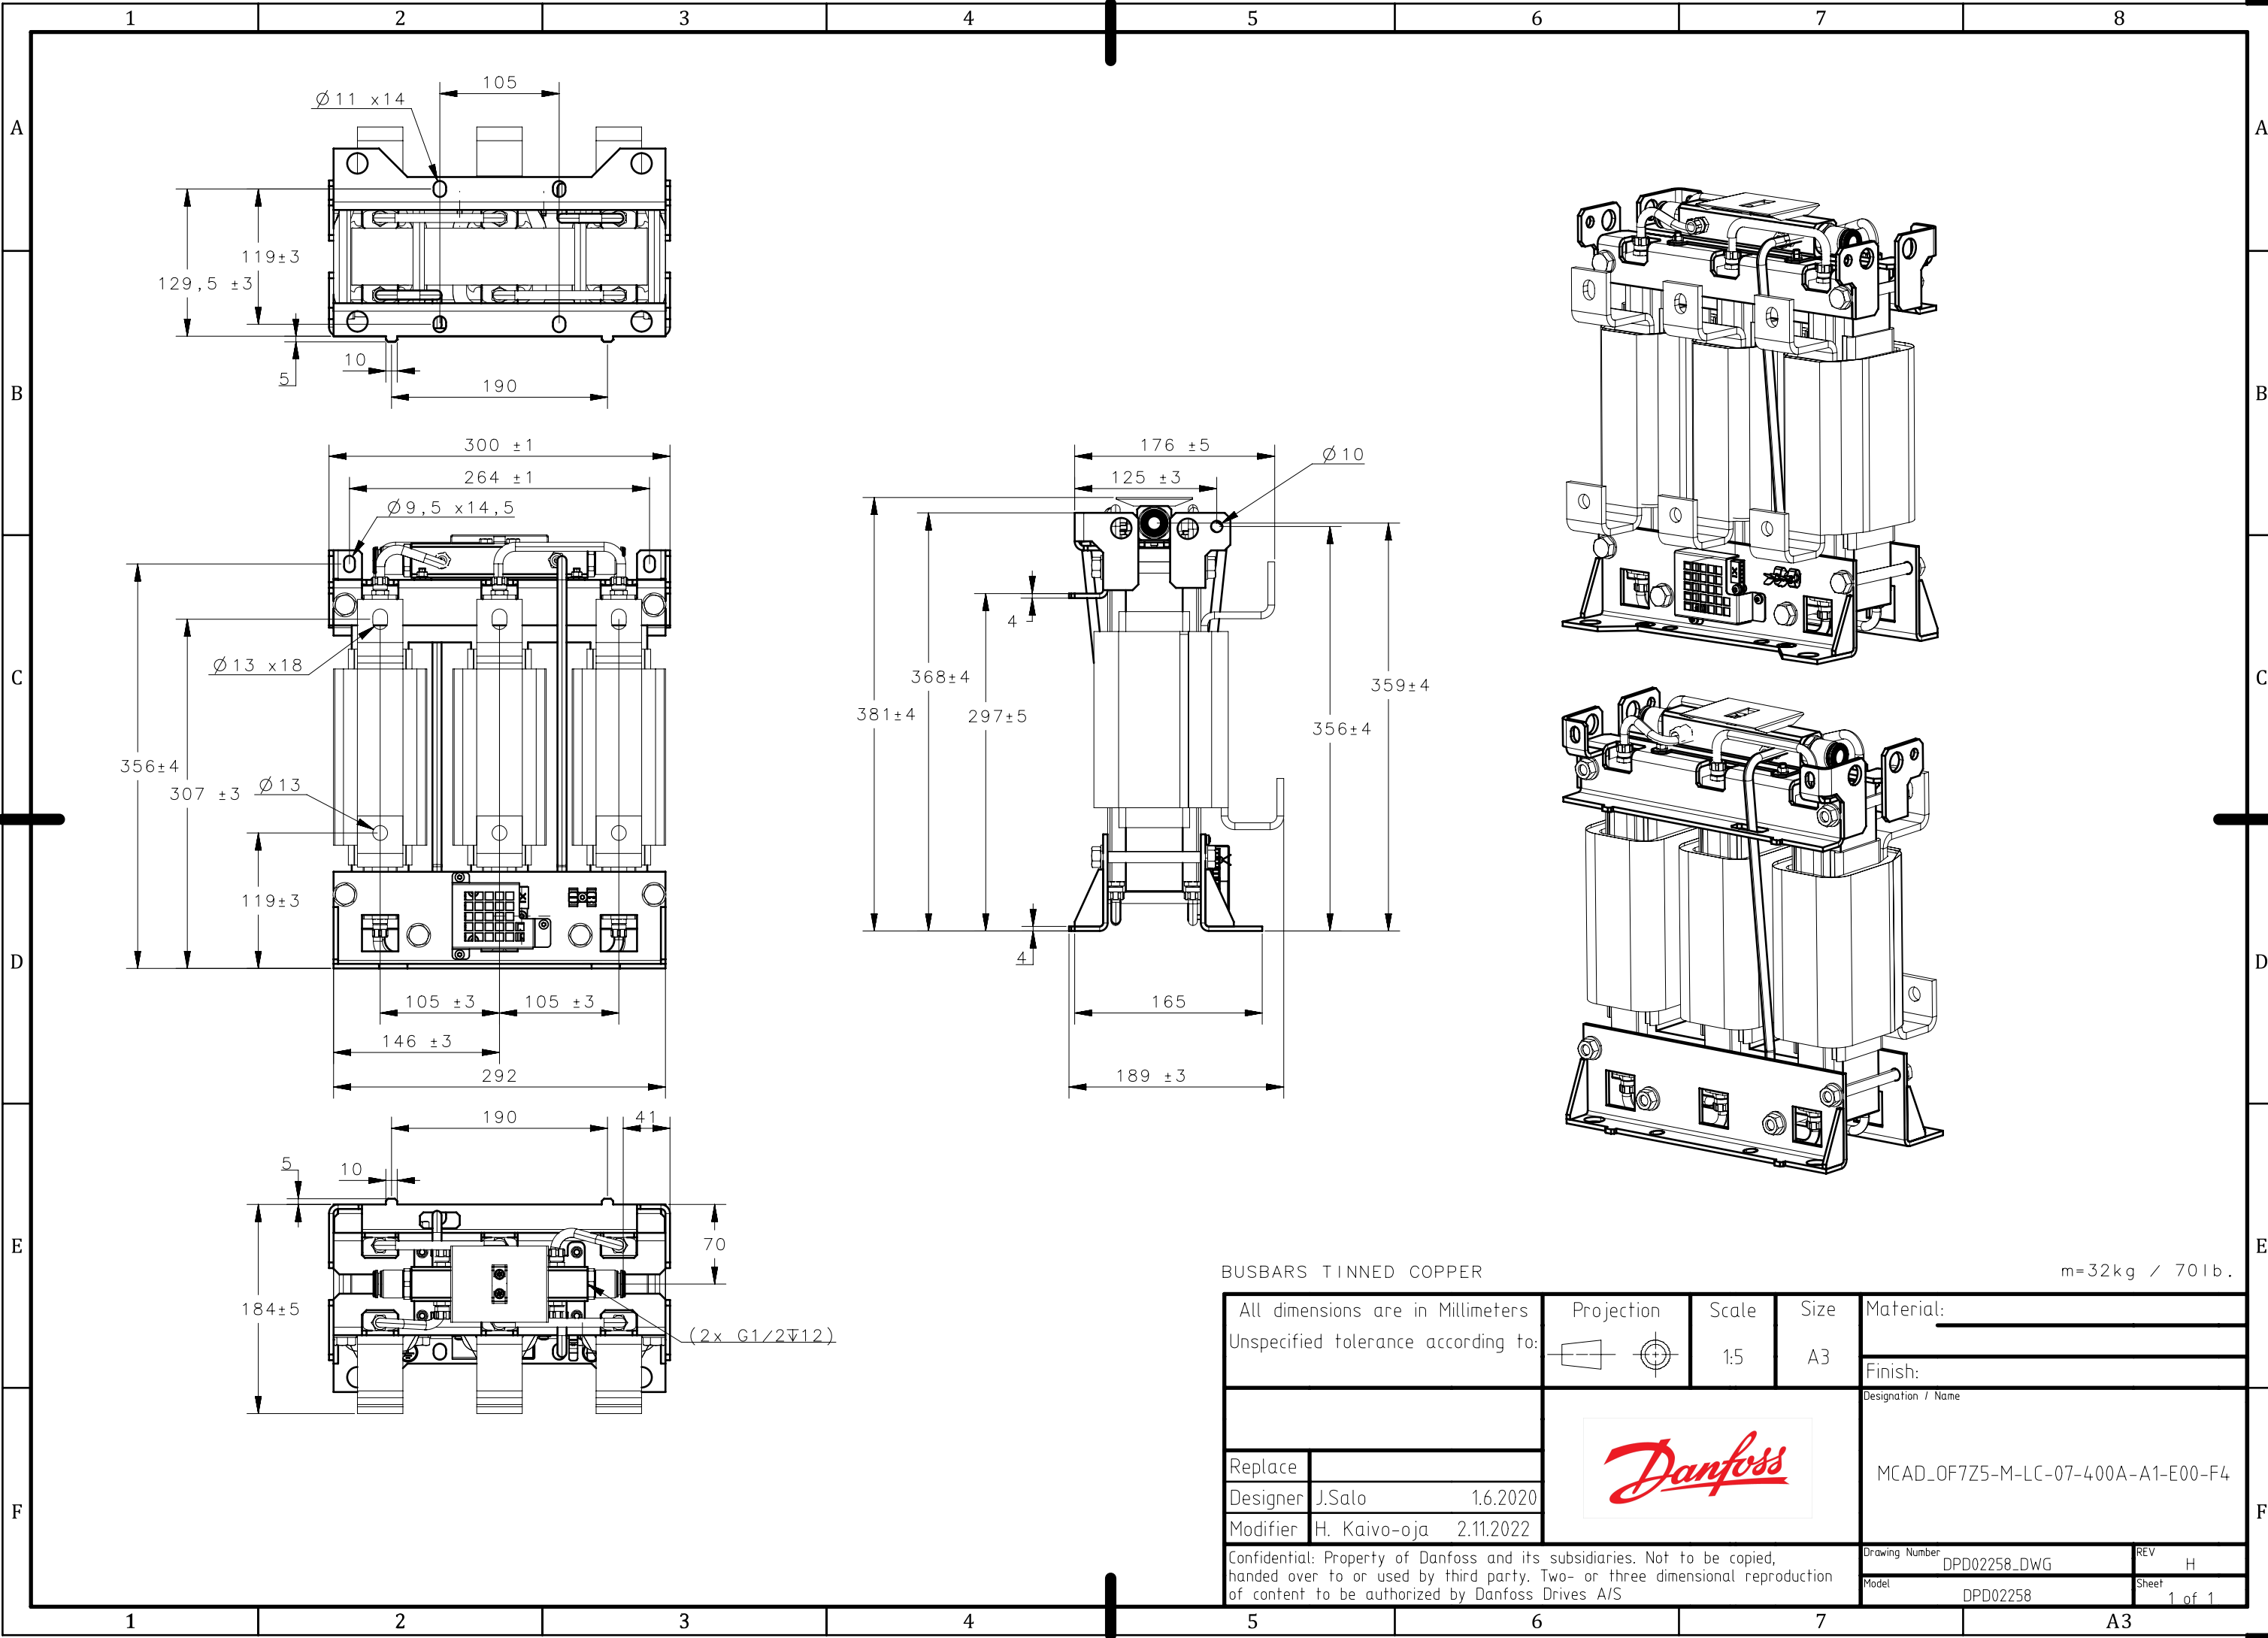 1 2 3 4 5 6 7 8
A A
B B
C C
D D
E E
F F
105
Ø11 x14
119±3
129,5 ±3
10
5
190
300 ±1
264 ±1
Ø9,5 x14,5
Ø13 x18
356±4
307 ±3
Ø13
119±3
105 ±3 105 ±3
146 ±3
292
176 ±5
125 ±3
Ø10
4
368±4
381±4
297±5
359±4
356±4
4
165
189 ±3
190
41
5
10
70
184±5
(2x G1/2↧12)
X1
BUSBARS TINNED COPPER
m=32kg / 70lb.
All dimensions are in Millimeters
Unspecified tolerance according to:
Projection
Scale
1:5
Size
A3
Material:
Finish:
Designation / Name
MCAD_OF7Z5-M-LC-07-400A-A1-E00-F4
Replace
Designer J.Salo 1.6.2020
Modifier H. Kaivo-oja 2.11.2022
Danfoss
Confidential: Property of Danfoss and its subsidiaries. Not to be copied,
handed over to or used by third party. Two- or three dimensional reproduction
of content to be authorized by Danfoss Drives A/S
Drawing Number
DPD02258_DWG
REV
H
Model
DPD02258
Sheet
1 of 1
1 2 3 4 5 6 7 A3